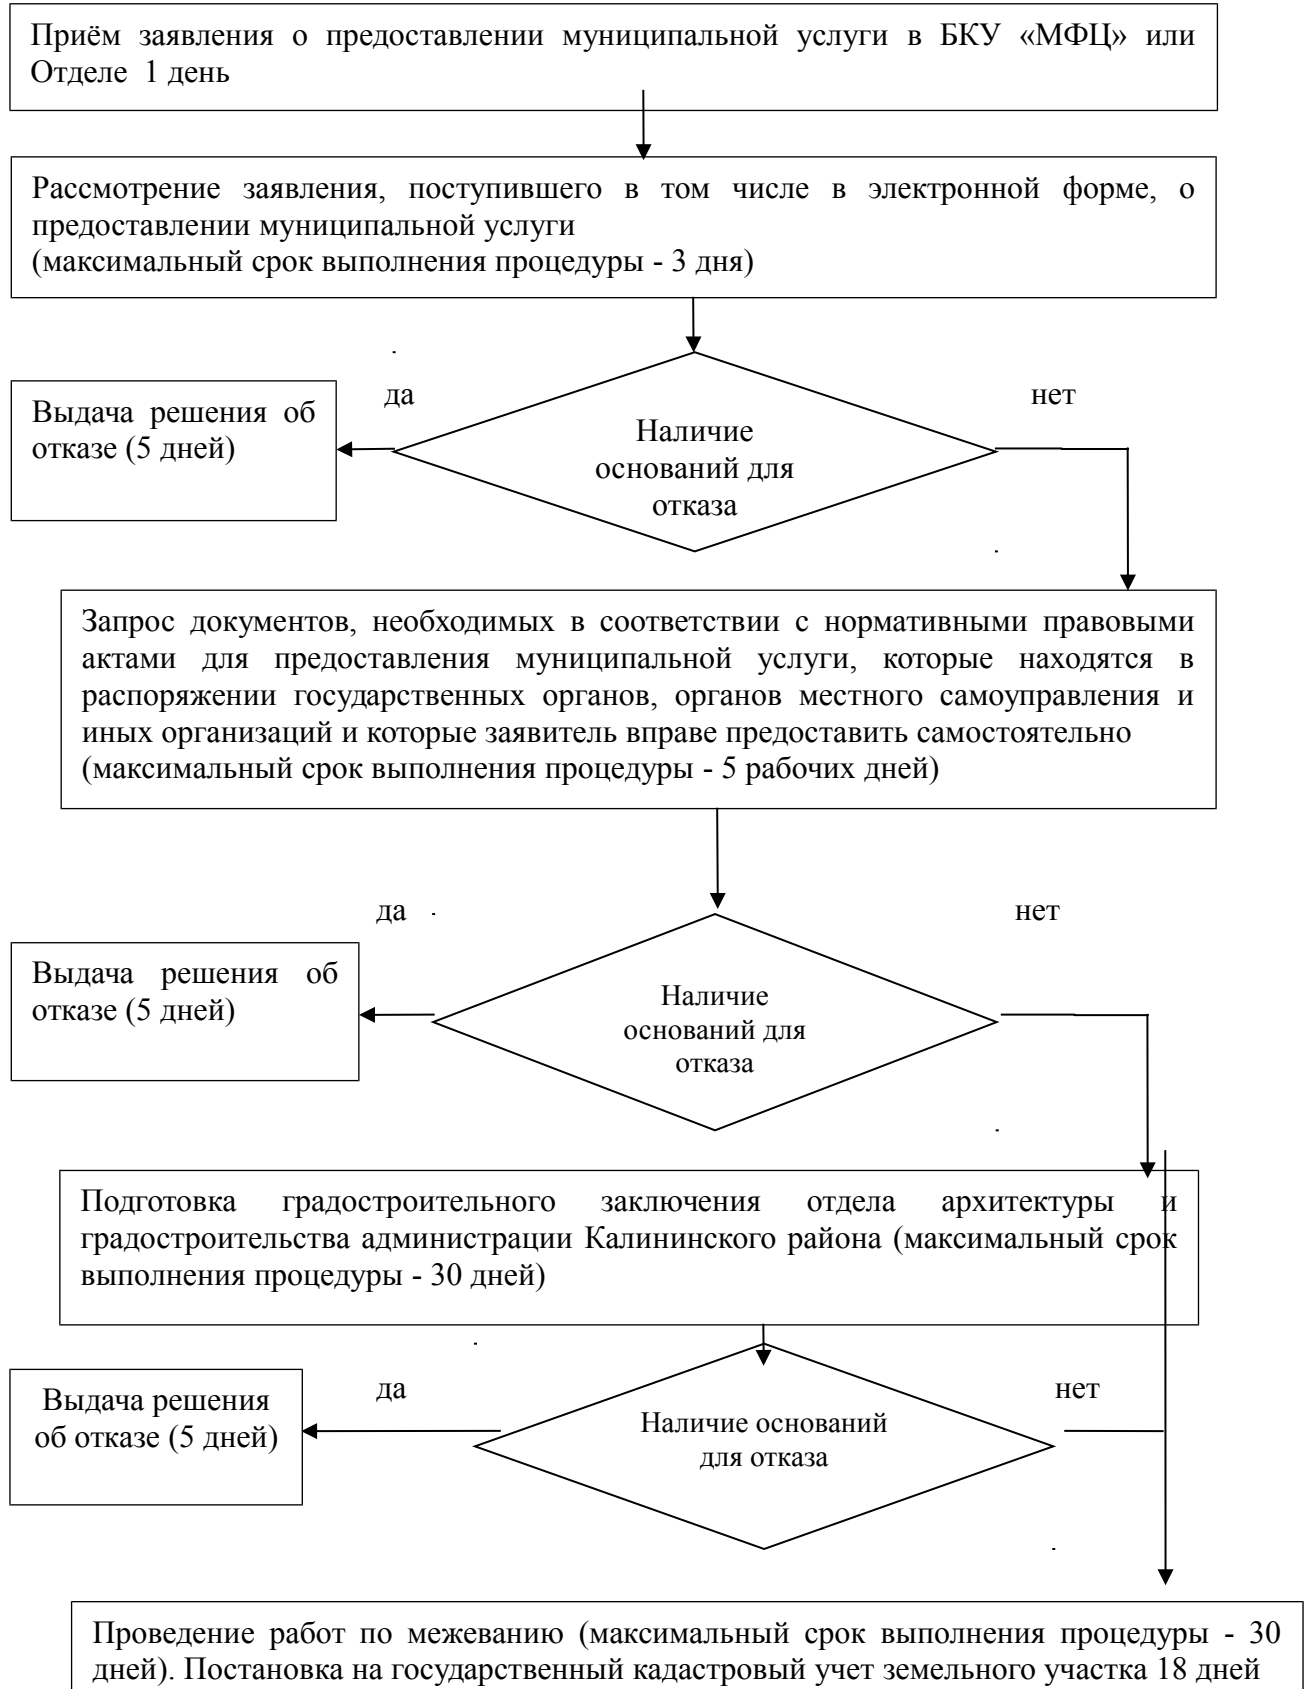 Приём заявления о предоставлении муниципальной услуги в БКУ «МФЦ» или
Отделе 1 день
Рассмотрение заявления, поступившего в том числе в электронной форме, о
предоставлении муниципальной услуги
(максимальный срок выполнения процедуры - 3 дня)
да
нет
Выдача решения об
отказе (5 дней)
Наличие
оснований для
отказа
Запрос документов, необходимых в соответствии с нормативными правовыми
актами для предоставления муниципальной услуги, которые находятся в
распоряжении государственных органов, органов местного самоуправления и
иных организаций и которые заявитель вправе предоставить самостоятельно
(максимальный срок выполнения процедуры - 5 рабочих дней)
да
нет
Выдача решения об
отказе (5 дней)
Наличие
оснований для
отказа
Подготовка градостроительного заключения отдела архитектуры и
градостроительства администрации Калининского района (максимальный срок
выполнения процедуры - 30 дней)
да
нет
Выдача решения
об отказе (5 дней)
Наличие оснований
для отказа
Проведение работ по межеванию (максимальный срок выполнения процедуры - 30
дней). Постановка на государственный кадастровый учет земельного участка 18 дней